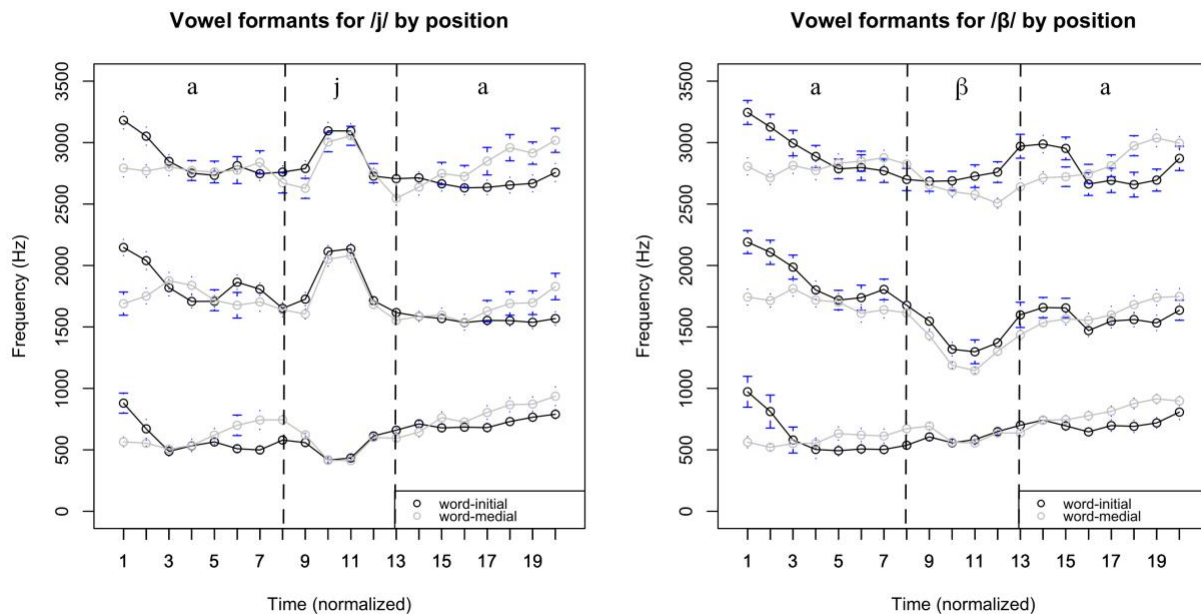 Vowel formants for /j/ by position
a j a
3500
3000
2500
2000
1500
1000
500
0
Frequency (Hz)
word-initial
word-medial
1 3 5 7 9 11 13 15 17 19
Time (normalized)
Vowel formants for /β/ by position
a β a
3500
3000
2500
2000
1500
1000
500
0
Frequency (Hz)
word-initial
word-medial
1 3 5 7 9 11 13 15 17 19
Time (normalized)